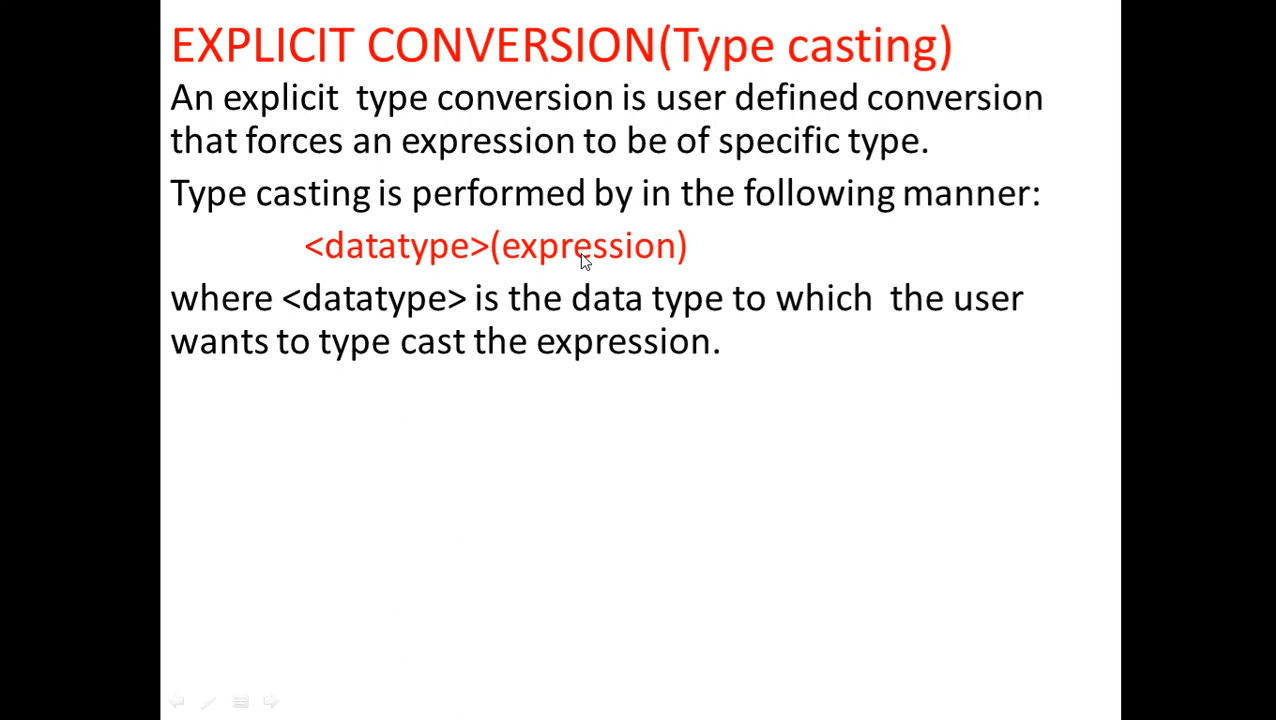 EXPLICIT CONVERSION(Type casting)
An explicit  type conversion is user defined conversion
that forces an expression to be of specific type.
Type casting is performed by in the following manner:
<datatype>(expression)
where <datatype> is the data type to which  the user
wants to type cast the expression.